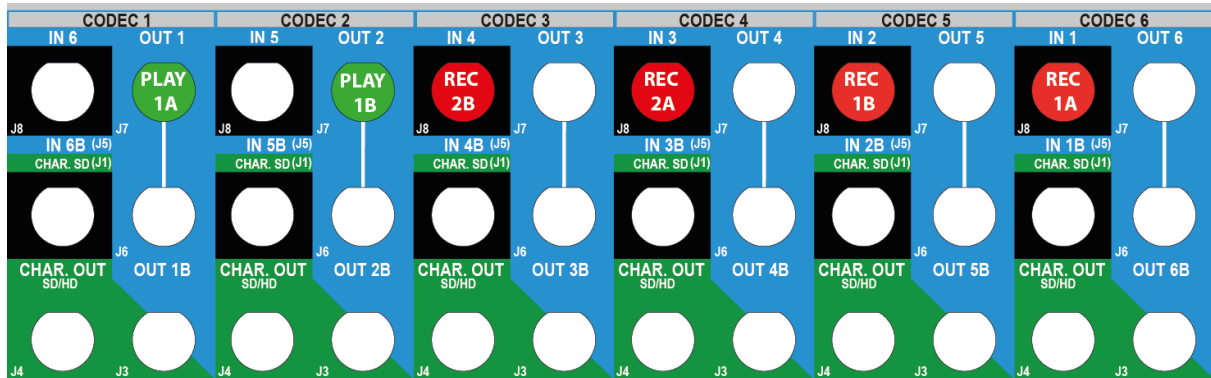 CODEC 1 CODEC 2 CODEC 3 CODEC 4 CODEC 5 CODEC 6
IN 6 OUT 1 IN 5 OUT 2 IN 4 OUT 3 IN 3 OUT 4 IN 2 OUT 5 IN 1 OUT 6
PLAY PLAY REC REC REC REC
1A 1B 2B 2A 1B 1A
J8 J7 J8 J7 J8 J7 J8 J7 J8 J7 J8 J7
IN 6B (J5) IN 5B (J5) IN 4B (J5) IN 3B (J5) IN 2B (J5) IN 1B (J5)
CHAR. SD (J1) CHAR. SD (J1) CHAR. SD (J1) CHAR. SD (J1) CHAR. SD (J1) CHAR. SD (J1)
J6 J6 J6 J6 J6 J6
CHAR. OUT OUT 1B CHAR. OUT OUT 2B CHAR. OUT OUT 3B CHAR. OUT OUT 4B CHAR. OUT OUT 5B CHAR. OUT OUT 6B
SD/HD SD/HD SD/HD SD/HD SD/HD SD/HD
J4 J3 J4 J3 J4 J3 J4 J3 J4 J3 J4 J3